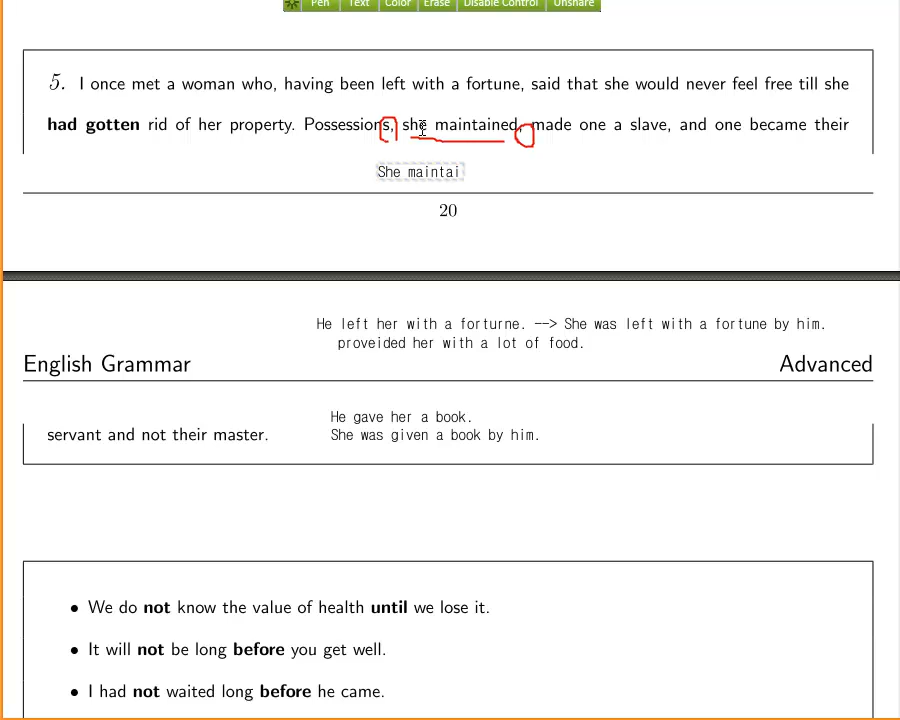 Pen Text Color Erase Disable Control Unshare
5. I once met a woman who, having been left with a fortune, said that she would never feel free till she
had gotten rid of her property. Possessions, she maintained, made one a slave, and one became their
She maintai
20
He left her with a forturne. --> She was left with a fortune by him.
proveided her with a lot of food.
English Grammar Advanced
He gave her a book.
servant and not their master. She was given a book by him.
• We do not know the value of health until we lose it.
• It will not be long before you get well.
• I had not waited long before he came.